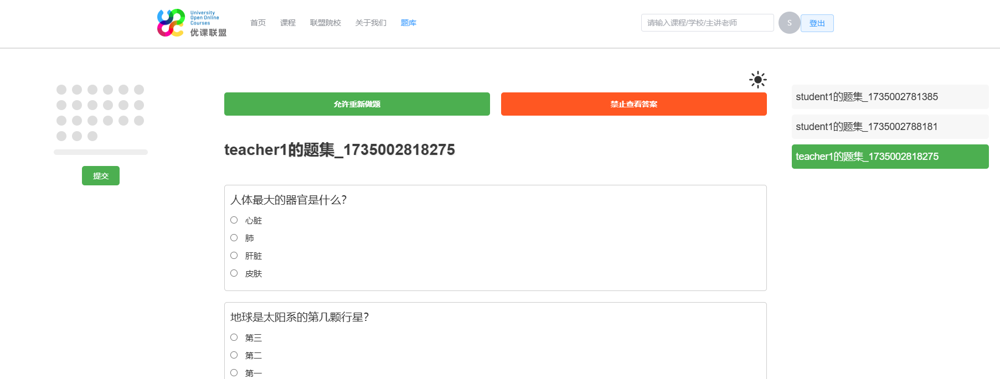 University
Open Online
Courses
优课联盟
首页 课程 联盟院校 关于我们 题库
请输入课程/学校/主讲老师
S
登出
提交
允许重新做题
禁止查看答案
teacher1的题集_1735002818275
人体最大的器官是什么?
心脏
肺
肝脏
皮肤
地球是太阳系的第几颗行星?
第三
第二
第一
student1的题集_1735002781385
student1的题集_1735002788181
teacher1的题集_1735002818275